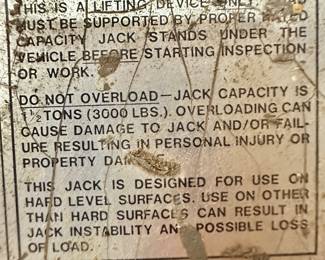 THIS IS A LIFTING DEVICE ONLY
MUST BE SUPPORTED BY PROPER RATED
CAPACITY JACK STANDS UNDER THE
VEHICLE BEFORE STARTING INSPECTION
OR WORK.
DO NOT OVERLOAD—JACK CAPACITY IS
1½ TONS (3000 LBS.). OVERLOADING CAN
CAUSE DAMAGE TO JACK AND/OR FAIL-
URE RESULTING IN PERSONAL INJURY OR
PROPERTY
THIS JACK IS DESIGNED FOR USE ON
HARD LEVEL SURFACES. USE ON OTHER
THAN HARD SURFACES CAN RESULT IN
JACK INSTABILITY AND POSSIBLE LOSS
OF LOAD.